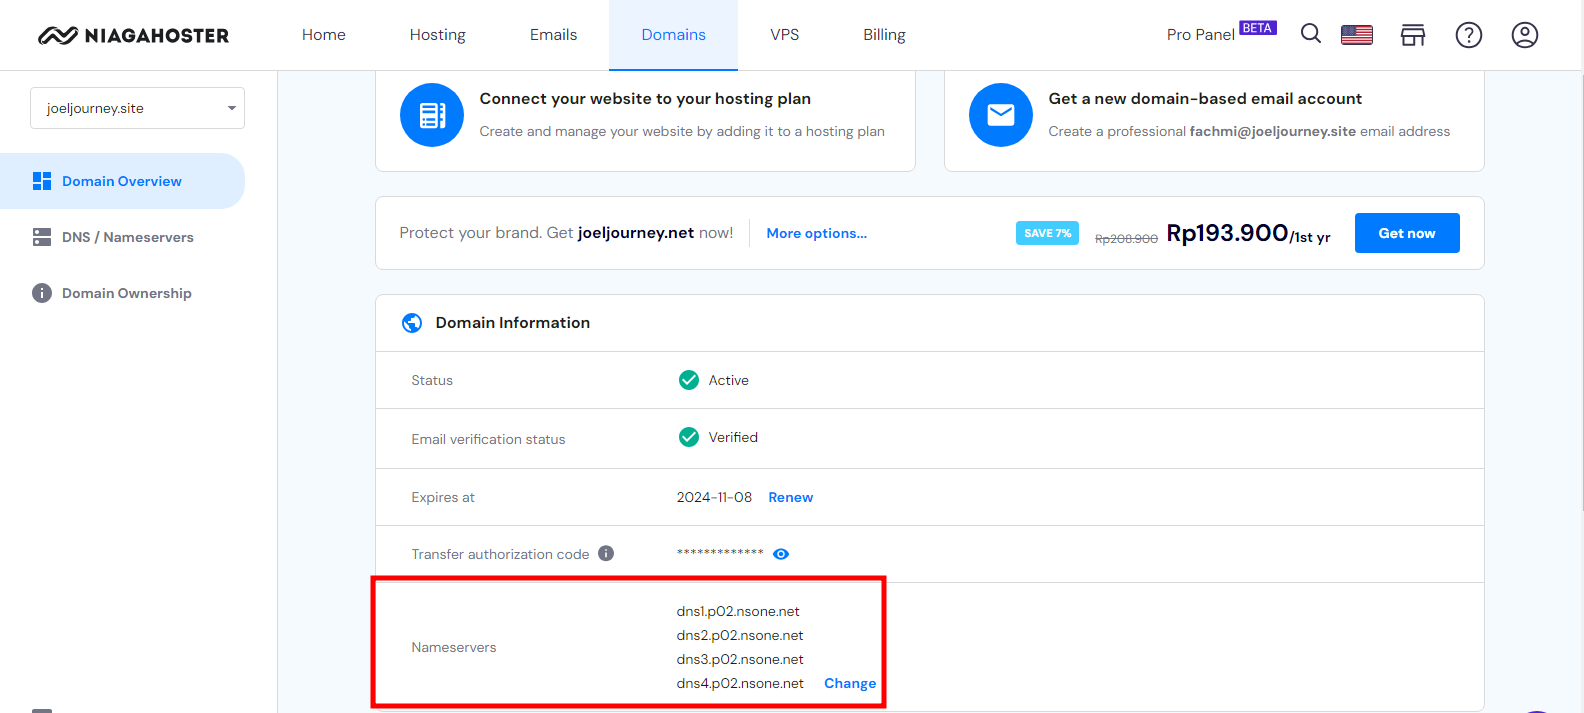 NIAGAHOSTER
Home
Hosting
Emails
Domains
VPS
Billing
Pro Panel BETA
joeljourney.site
Domain Overview
DNS / Nameservers
Domain Ownership
Connect your website to your hosting plan
Create and manage your website by adding it to a hosting plan
Get a new domain-based email account
Create a professional fachmi@joeljourney.site email address
Protect your brand. Get joeljourney.net now!
More options...
SAVE 7%
Rp208.900
Rp193.900/1st yr
Get now
Domain Information
Status
Active
Email verification status
Verified
Expires at
2024-11-08 Renew
Transfer authorization code
*************
Nameservers
dns1.p02.nsone.net
dns2.p02.nsone.net
dns3.p02.nsone.net
dns4.p02.nsone.net Change